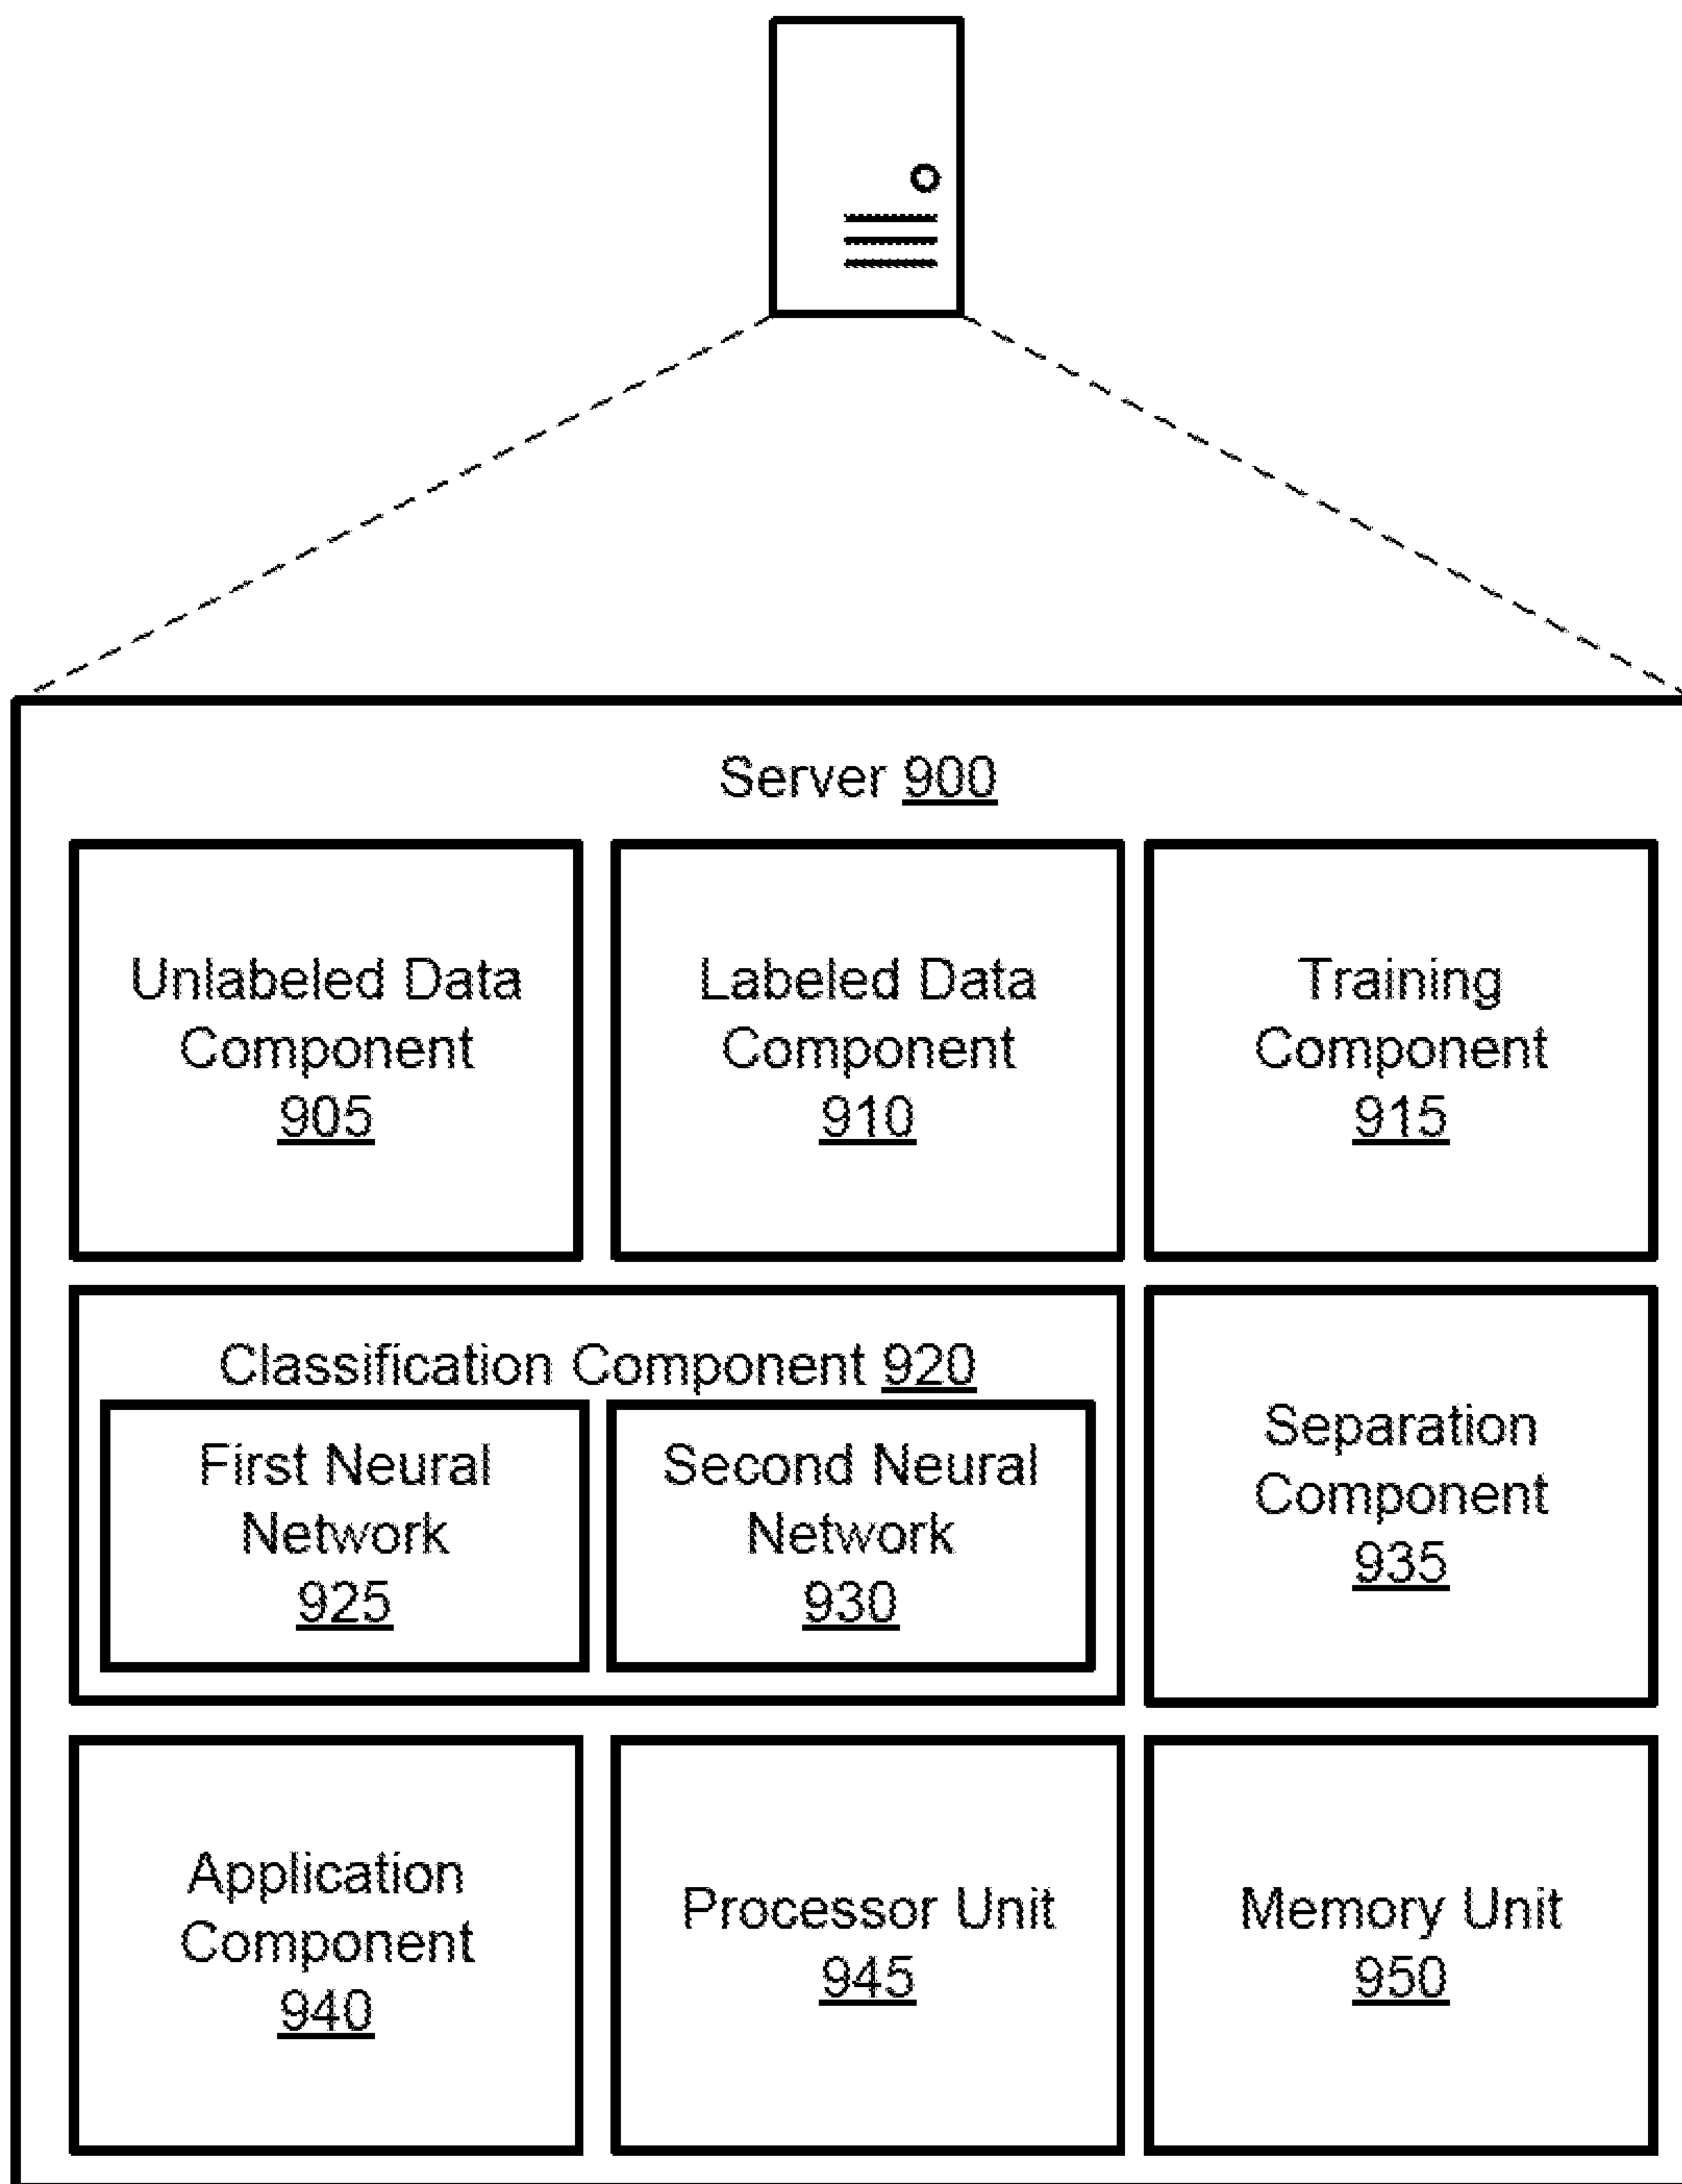 Server 900
Unlabeled Data
Component
905
Labeled Data
Component
910
Training
Component
915
Classification Component 920
First Neural
Network
925
Second Neural
Network
930
Separation
Component
935
Application
Component
940
Processor Unit
945
Memory Unit
950